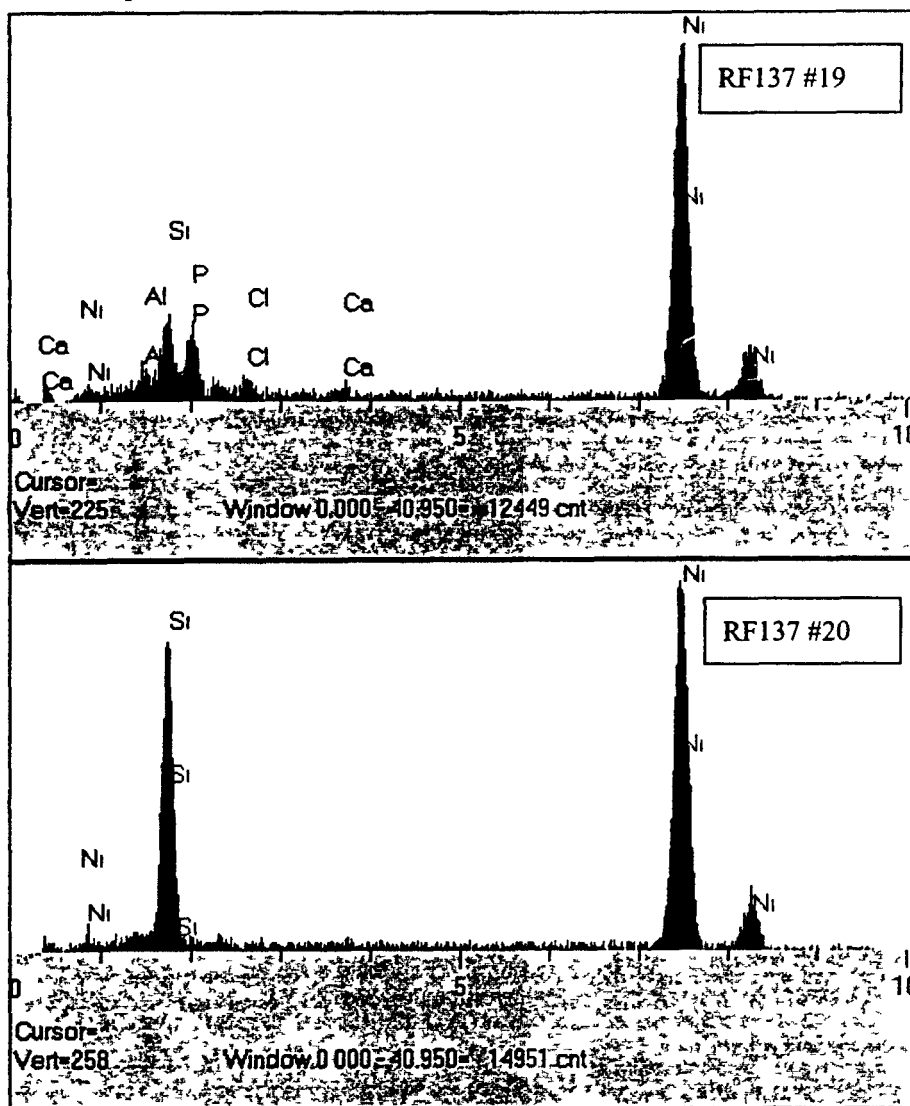 Ni
RF137 #19
Ni
Si
P
Ni
Al
Cl
Ca
P
Ca
Ni
Al
Cl
Ca
Ni
Ca
0 5 10
Cursor=
Vert=225 Window 0.000- 40.950= 12449 cnt
Ni
RF137 #20
Si
Ni
Si
Ni
Ni
Ni
Si
0 5 10
Cursor=
Vert=258 Window 0.000- 40.950= 14951 cnt